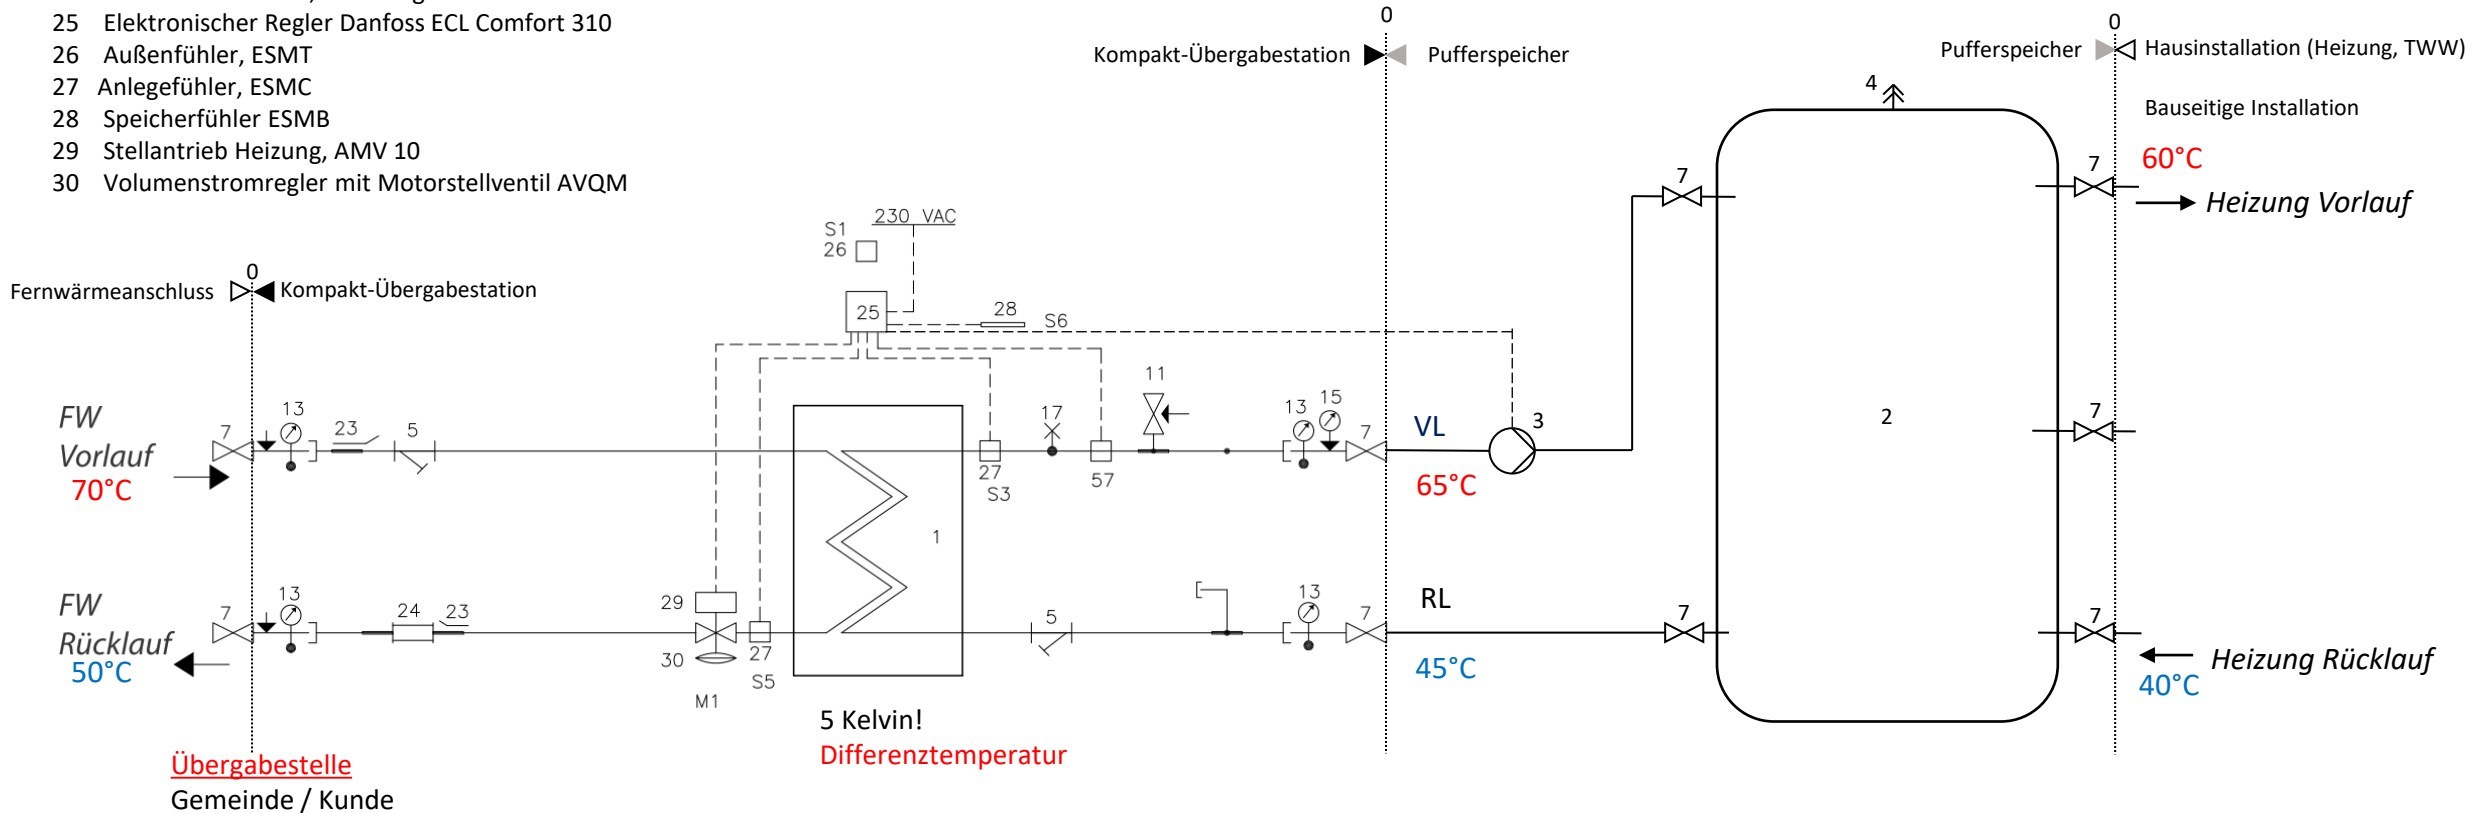 25 Elektronischer Regler Danfoss ECL Comfort 310
26 Außenfühler, ESMT
27 Anlegefühler, ESMC
28 Speicherfühler ESMB
29 Stellantrieb Heizung, AMV 10
30 Volumenstromregler mit Motorstellventil AVQM
0
Kompakt-Übergabestation
Pufferspeicher
0
Pufferspeicher
Hausinstallation (Heizung, TWW)
4
Bauseitige Installation
7
7
60°C
Heizung Vorlauf
230 VAC
S1
26
0
Fernwärmeanschluss
Kompakt-Übergabestation
25
28
S6
11
FW
Vorlauf
70°C
7
13
23
5
27
S3
17
57
13
15
7
VL
65°C
3
2
7
1
FW
Rücklauf
50°C
7
13
24
23
29
30
27
S5
M1
5
13
7
RL
45°C
7
7
Heizung Rücklauf
40°C
5 Kelvin!
Differenztemperatur
Übergabestelle
Gemeinde / Kunde